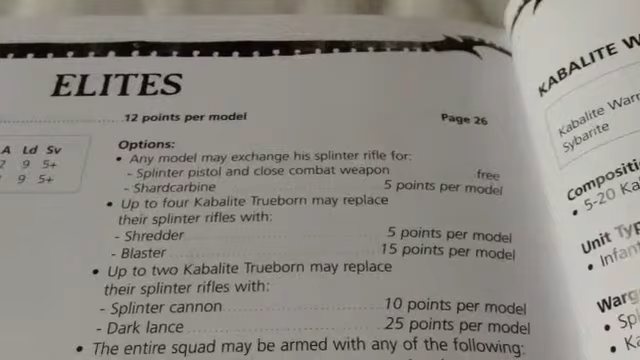 ELITES
12 points per model
Page 26
A Ld Sv
2 9 5+
9 5+
Options:
• Any model may exchange his splinter rifle for:
- Splinter pistol and close combat weapon free
- Shardcarbine 5 points per model
• Up to four Kabalite Trueborn may replace
their splinter rifles with:
- Shredder 5 points per model
- Blaster 15 points per model
• Up to two Kabalite Trueborn may replace
their splinter rifles with:
- Splinter cannon 10 points per model
- Dark lance 25 points per model
• The entire squad may be armed with any of the following:
KABALITE W
Kabalite Warr
Sybarite
Compositi
• 5-20 Ka
Unit Typ
• Infant
Warg
• Spl
• Ka